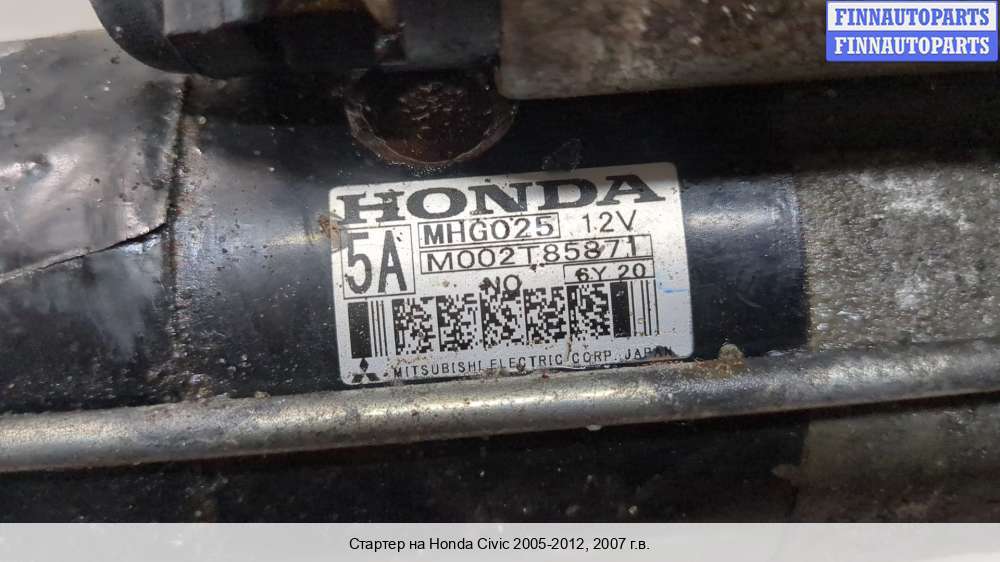 FINNAUTOPARTS
FINNAUTOPARTS
HONDA
5A
MHG025 12V
M002T85871
NO 6Y 20
MITSUBISHI ELECTRIC CORP. JAPAN
Стартер на Honda Civic 2005-2012, 2007 г.в.